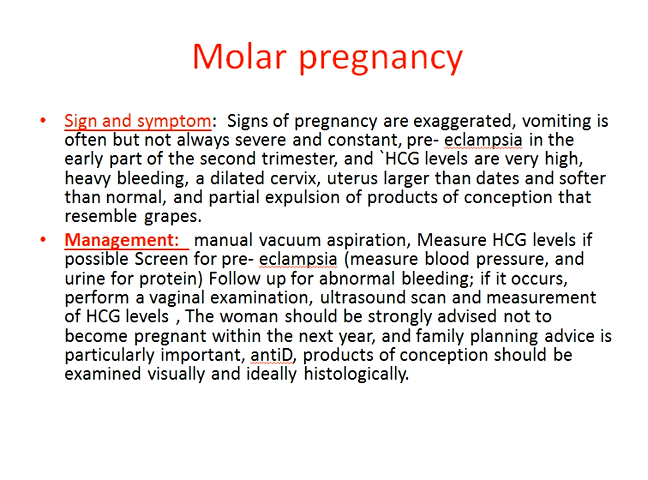 Molar pregnancy
• Sign and symptom: Signs of pregnancy are exaggerated, vomiting is
often but not always severe and constant, pre- eclampsia in the
early part of the second trimester, and `HCG levels are very high,
heavy bleeding, a dilated cervix, uterus larger than dates and softer
than normal, and partial expulsion of products of conception that
resemble grapes.
• Management: manual vacuum aspiration, Measure HCG levels if
possible Screen for pre- eclampsia (measure blood pressure, and
urine for protein) Follow up for abnormal bleeding; if it occurs,
perform a vaginal examination, ultrasound scan and measurement
of HCG levels , The woman should be strongly advised not to
become pregnant within the next year, and family planning advice is
particularly important, antiD, products of conception should be
examined visually and ideally histologically.